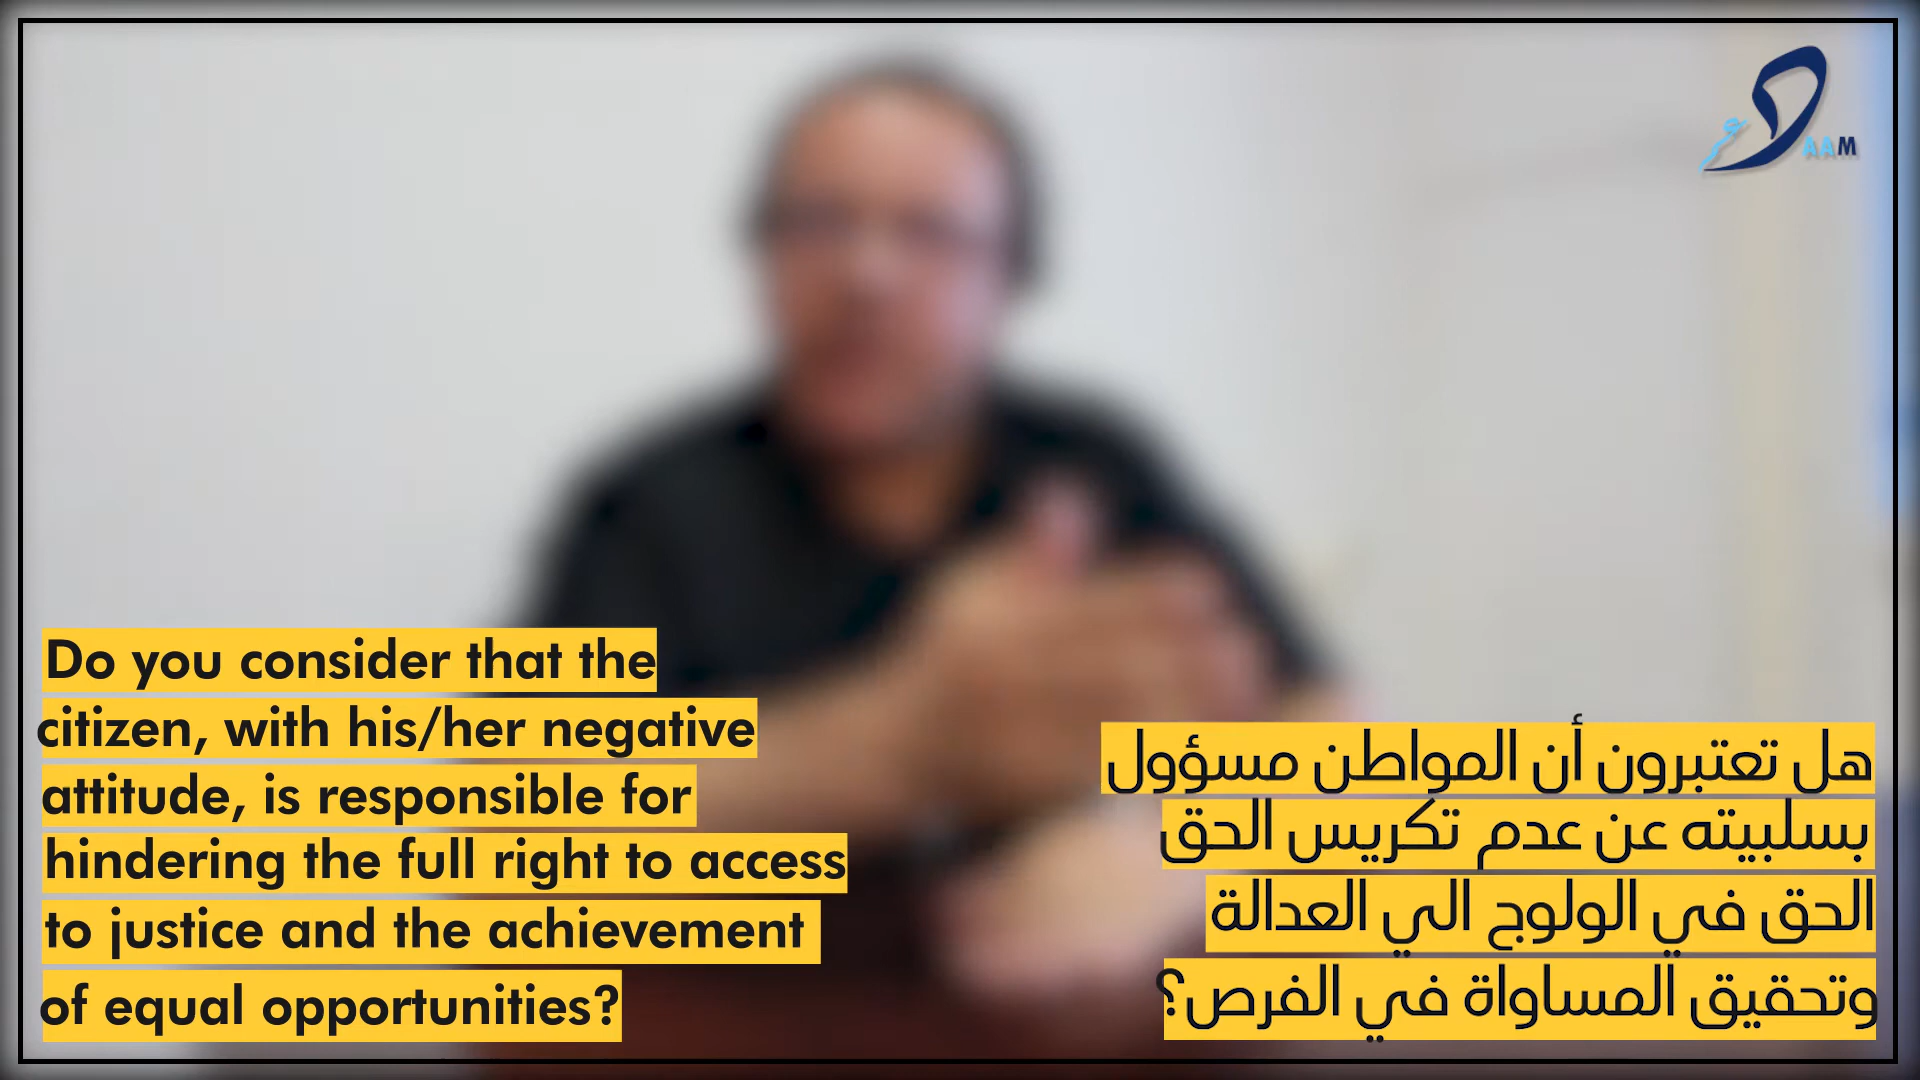 AAM
Do you consider that the
citizen, with his/her negative
attitude, is responsible for
hindering the full right to access
to justice and the achievement
of equal opportunities?
هل تعتبرون أن المواطن مسؤول
بسلبيته عن عدم تكريس الحق
الحق في الولوج الي العدالة
وتحقيق المساواة في الفرص؟